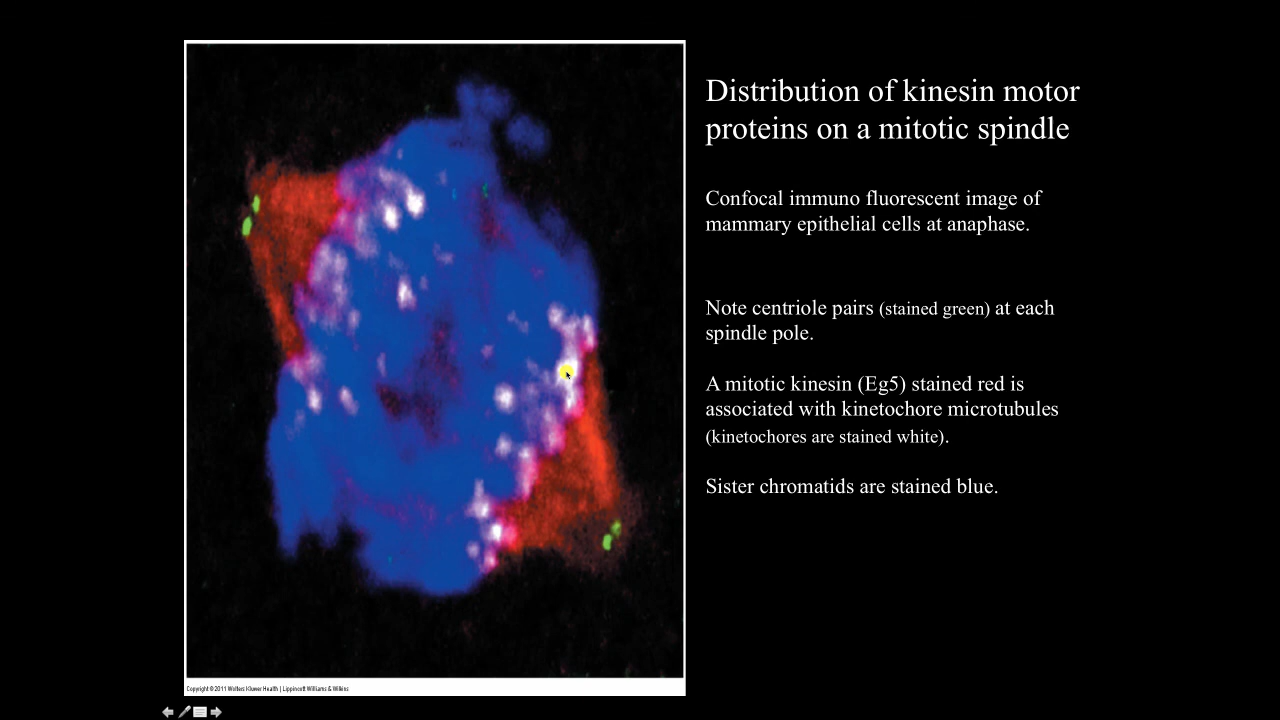 Distribution of kinesin motor
proteins on a mitotic spindle
Confocal immuno fluorescent image of
mammary epithelial cells at anaphase.
Note centriole pairs (stained green) at each
spindle pole.
A mitotic kinesin (Eg5) stained red is
associated with kinetochore microtubules
(kinetochores are stained white).
Sister chromatids are stained blue.
Copyright © 2011 Wolters Kluwer Health | Lippincott Williams & Wilkins